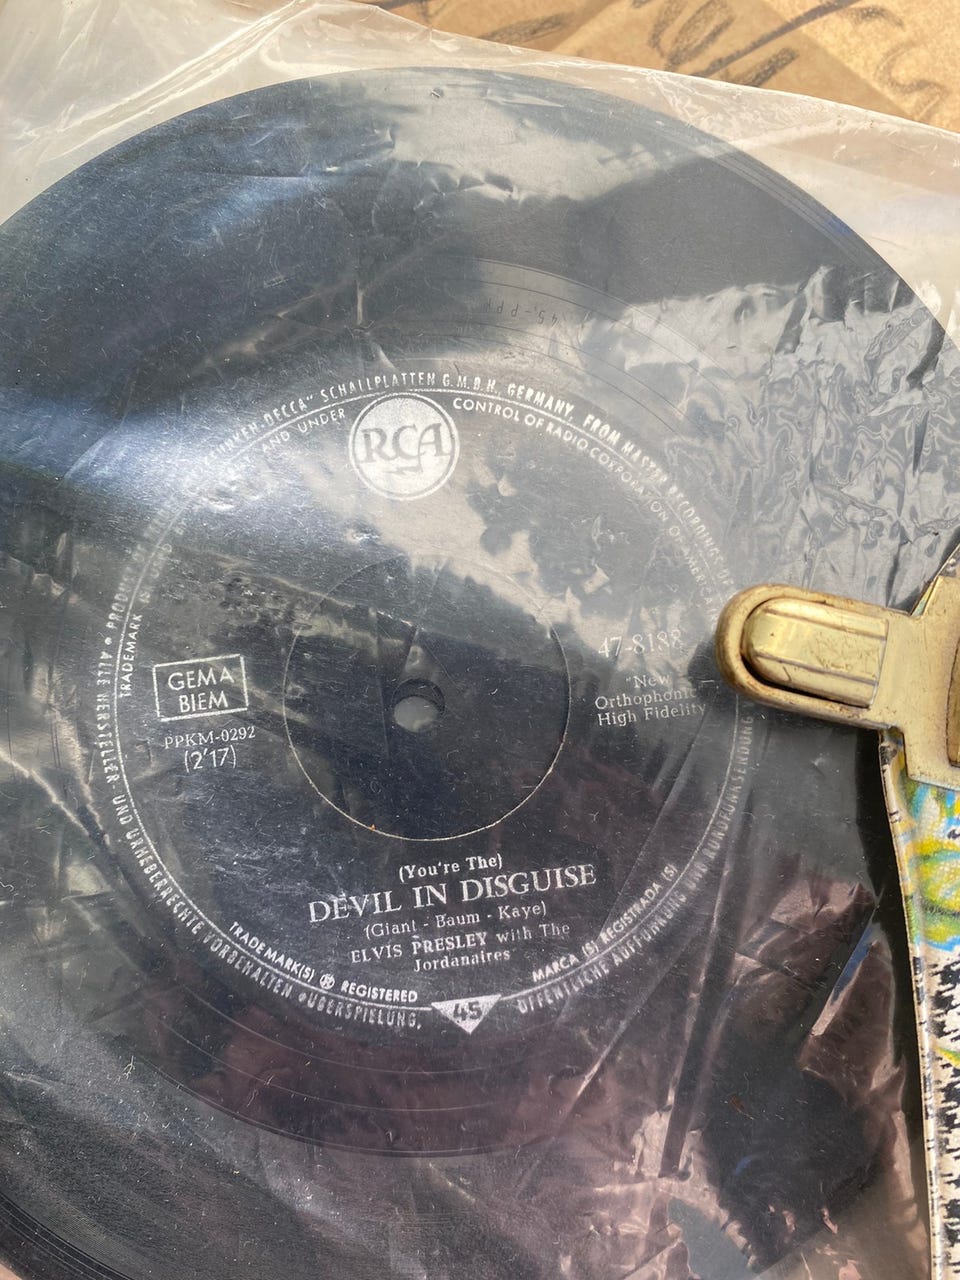 DECCA" SCHALLPLATTEN G.M.B.H., GERMANY, FROM MASTER RECORDINGS OF
AND UNDER
CONTROL OF RADIO CORPORATION OF AMERICA
RCA
47-8188
GEMA
BIEM
"New
Orthophonic"
High Fidelity
PPKM-0292
(2'17)
(You're The)
DEVIL IN DISGUISE
(Giant - Baum - Kaye)
ELVIS PRESLEY with The
Jordanaires
TRADEMARK
TRADEMARK(S) ® REGISTERED
45
MARCA (S) REGISTRADA (S)
• ALLE HERSTELLER- UND URHEBERRECHTE VORBEHALTEN • ÜBERSPIELUNG,
ÖFFENTLICHE AUFFÜHRUNG UND RUNDFUNKSENDUNG